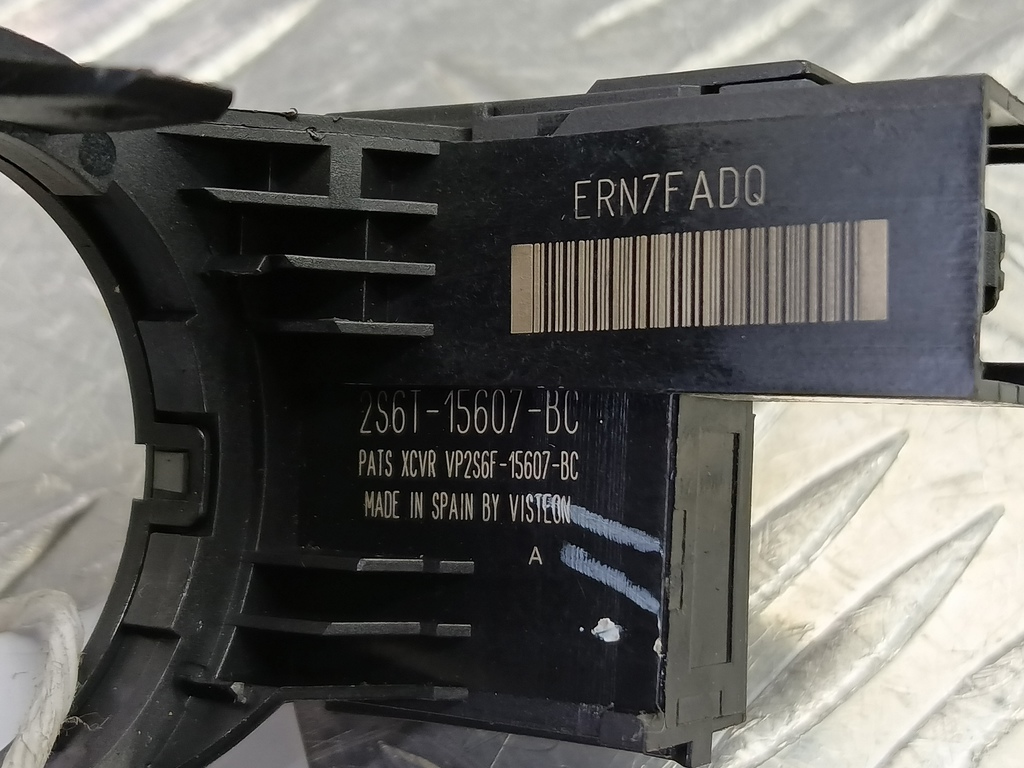 ERN7FADQ
2S6T-15607-BC
PATS XCVR VP2S6F-15607-BC
MADE IN SPAIN BY VISTEON
A